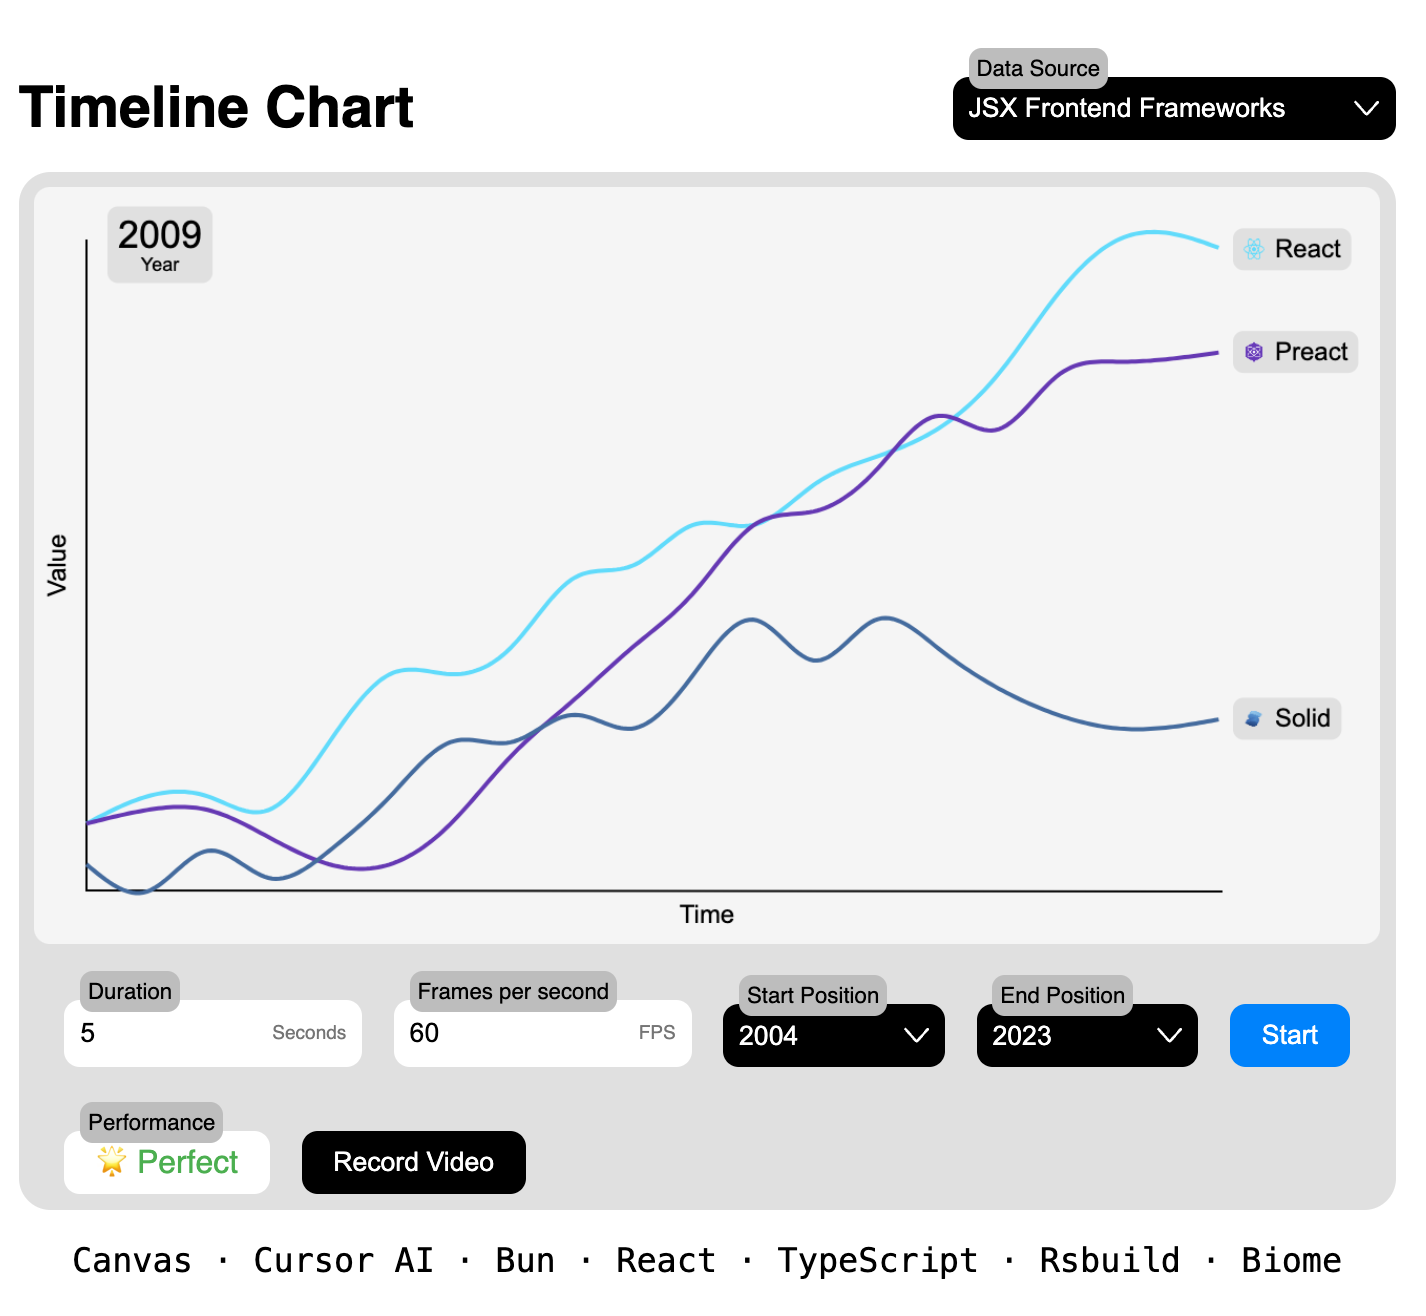 Timeline Chart
Data Source
JSX Frontend Frameworks
2009
Year
React
Preact
Solid
Value
Time
Duration
5 Seconds
Frames per second
60 FPS
Start Position
2004
End Position
2023
Start
Performance
🌟 Perfect
Record Video
Canvas · Cursor AI · Bun · React · TypeScript · Rsbuild · Biome